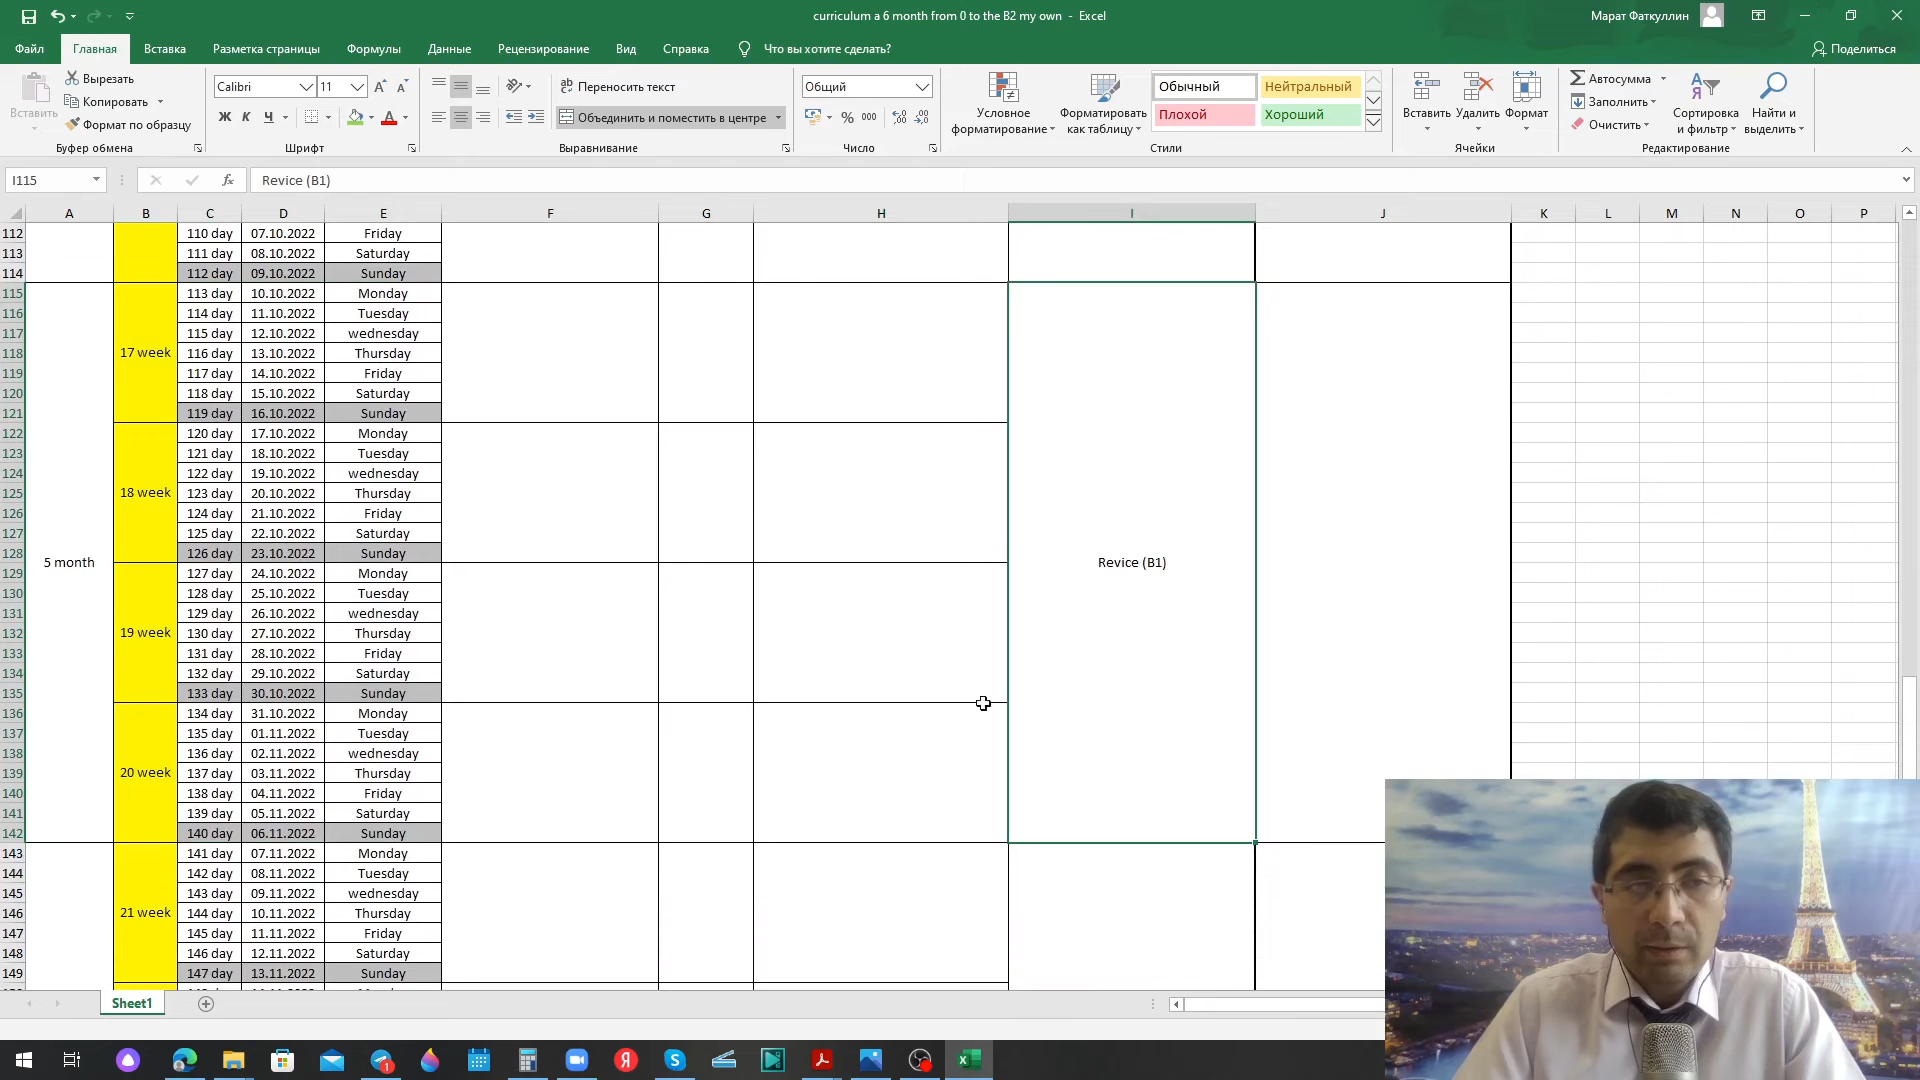 curriculum a 6 month from 0 to the B2 my own - Excel
Марат Фаткуллин
Файл Главная Вставка Разметка страницы Формулы Данные Рецензирование Вид Справка Что вы хотите сделать? Поделиться
Вставить
Вырезать
Копировать
Формат по образцу
Буфер обмена
Calibri 11
Ж К Ч
Шрифт
Переносить текст
Объединить и поместить в центре
Выравнивание
Общий
% 000
Число
Условное форматирование
Форматировать как таблицу
Обычный Нейтральный
Плохой Хороший
Стили
Вставить Удалить Формат
Ячейки
Автосумма
Заполнить
Очистить
Сортировка и фильтр
Найти и выделить
Редактирование
I115 fx Revice (B1)
A B C D E F G H I J K L M N O P
112 110 day 07.10.2022 Friday
113 111 day 08.10.2022 Saturday
114 112 day 09.10.2022 Sunday
115 113 day 10.10.2022 Monday
116 114 day 11.10.2022 Tuesday
117 115 day 12.10.2022 wednesday
118 17 week 116 day 13.10.2022 Thursday
119 117 day 14.10.2022 Friday
120 118 day 15.10.2022 Saturday
121 119 day 16.10.2022 Sunday
122 120 day 17.10.2022 Monday
123 121 day 18.10.2022 Tuesday
124 122 day 19.10.2022 wednesday
125 18 week 123 day 20.10.2022 Thursday
126 124 day 21.10.2022 Friday
127 125 day 22.10.2022 Saturday
128 126 day 23.10.2022 Sunday
5 month Revice (B1)
129 127 day 24.10.2022 Monday
130 128 day 25.10.2022 Tuesday
131 129 day 26.10.2022 wednesday
132 19 week 130 day 27.10.2022 Thursday
133 131 day 28.10.2022 Friday
134 132 day 29.10.2022 Saturday
135 133 day 30.10.2022 Sunday
136 134 day 31.10.2022 Monday
137 135 day 01.11.2022 Tuesday
138 136 day 02.11.2022 wednesday
139 20 week 137 day 03.11.2022 Thursday
140 138 day 04.11.2022 Friday
141 139 day 05.11.2022 Saturday
142 140 day 06.11.2022 Sunday
143 141 day 07.11.2022 Monday
144 142 day 08.11.2022 Tuesday
145 143 day 09.11.2022 wednesday
146 21 week 144 day 10.11.2022 Thursday
147 145 day 11.11.2022 Friday
148 146 day 12.11.2022 Saturday
149 147 day 13.11.2022 Sunday
Sheet1